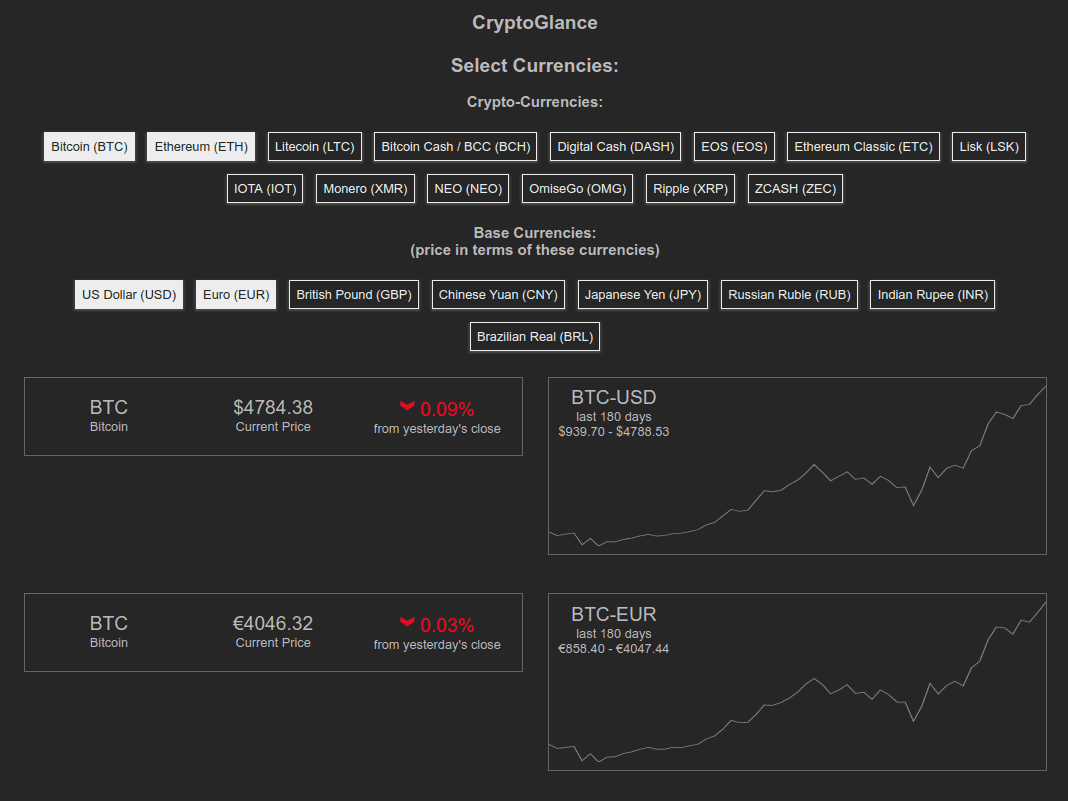 CryptoGlance
Select Currencies:
Crypto-Currencies:
Bitcoin (BTC) Ethereum (ETH) Litecoin (LTC) Bitcoin Cash / BCC (BCH) Digital Cash (DASH) EOS (EOS) Ethereum Classic (ETC) Lisk (LSK)
IOTA (IOT) Monero (XMR) NEO (NEO) OmiseGo (OMG) Ripple (XRP) ZCASH (ZEC)
Base Currencies:
(price in terms of these currencies)
US Dollar (USD) Euro (EUR) British Pound (GBP) Chinese Yuan (CNY) Japanese Yen (JPY) Russian Ruble (RUB) Indian Rupee (INR)
Brazilian Real (BRL)
BTC $4784.38 0.09%
Bitcoin Current Price from yesterday's close
BTC-USD
last 180 days
$939.70 - $4788.53
BTC €4046.32 0.03%
Bitcoin Current Price from yesterday's close
BTC-EUR
last 180 days
€858.40 - €4047.44